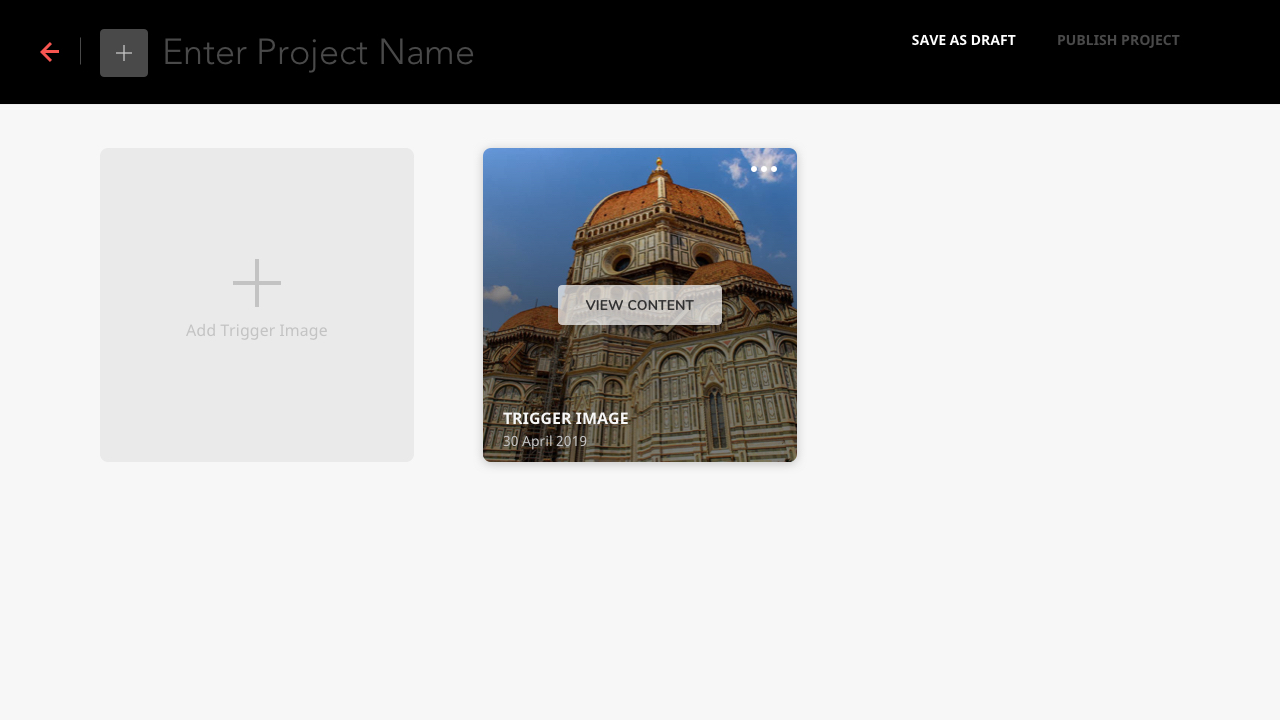 Enter Project Name
SAVE AS DRAFT
PUBLISH PROJECT
Add Trigger Image
VIEW CONTENT
TRIGGER IMAGE
30 April 2019